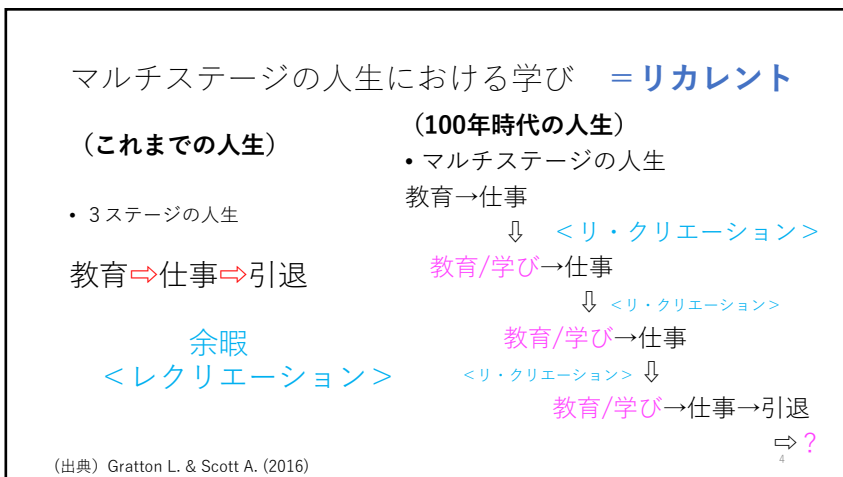 マルチステージの人生における学び ＝リカレント
（これまでの人生）
• ３ステージの人生
教育⇨仕事⇨引退
余暇
＜レクリエーション＞
（100年時代の人生）
• マルチステージの人生
教育→仕事
⇩ ＜リ・クリエーション＞
教育/学び→仕事
⇩ ＜リ・クリエーション＞
教育/学び→仕事
＜リ・クリエーション＞ ⇩
教育/学び→仕事→引退
⇨？
（出典）Gratton L. & Scott A. (2016)
4